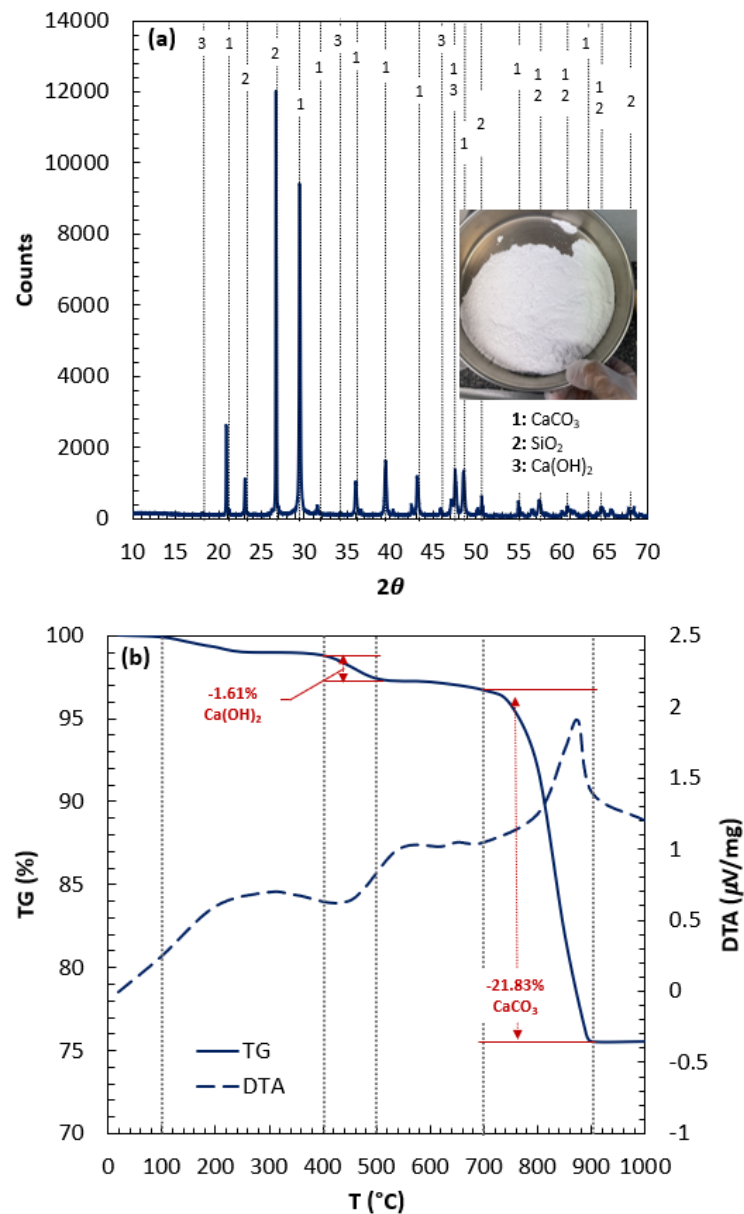 (a)
14000
12000
10000
8000
6000
4000
2000
0
Counts
3 1 2 2 1 1 3 1 1 1 3 1 3 1 2 1 1 2 1 2 1 1 2 2
1: CaCO₃
2: SiO₂
3: Ca(OH)₂
10 15 20 25 30 35 40 45 50 55 60 65 70
2θ
(b)
100
95
90
85
80
75
70
TG (%)
2.5
2
1.5
1
0.5
0
-0.5
-1
DTA (μV/mg)
-1.61%
Ca(OH)₂
-21.83%
CaCO₃
TG
DTA
0 100 200 300 400 500 600 700 800 900 1000
T (°C)